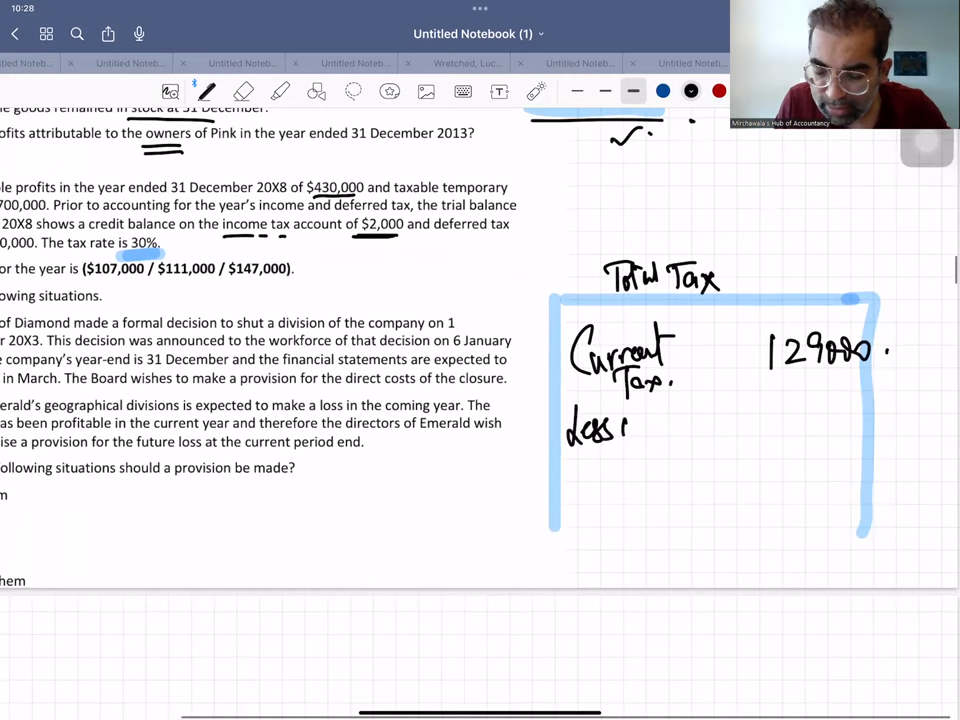 10:28
Untitled Notebook (1)
Untitled Noteb...
Untitled Noteb...
Untitled Noteb...
Wretched, Luc...
Untitled Noteb...
Untitled Noteb...
Mirchawala's Hub of Accountancy
e goods remained in stock at 31 December.
ofits attributable to the owners of Pink in the year ended 31 December 2013?
le profits in the year ended 31 December 20X8 of $430,000 and taxable temporary
700,000. Prior to accounting for the year's income and deferred tax, the trial balance
20X8 shows a credit balance on the income tax account of $2,000 and deferred tax
0,000. The tax rate is 30%.
or the year is ($107,000 / $111,000 / $147,000).
owing situations.
of Diamond made a formal decision to shut a division of the company on 1
r 20X3. This decision was announced to the workforce of that decision on 6 January
e company's year-end is 31 December and the financial statements are expected to
in March. The Board wishes to make a provision for the direct costs of the closure.
erald's geographical divisions is expected to make a loss in the coming year. The
has been profitable in the current year and therefore the directors of Emerald wish
ise a provision for the future loss at the current period end.
ollowing situations should a provision be made?
m
hem
Total Tax
Current Tax. 129000.
Less